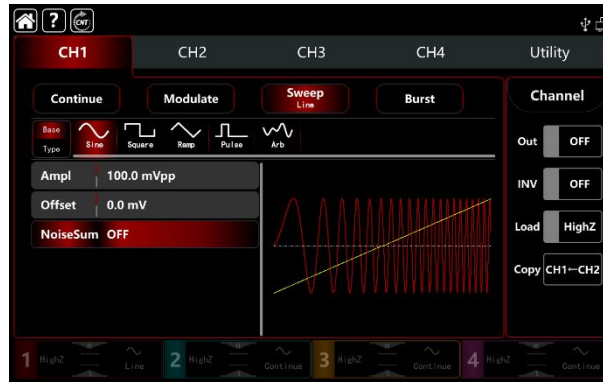 ? CNT
CH1 CH2 CH3 CH4 Utility
Continue Modulate Sweep Burst Channel
Line
Base
Type Sine Square Ramp Pulse Arb
Out OFF
Ampl 100.0 mVpp
INV OFF
Offset 0.0 mV
Load HighZ
NoiseSum OFF
Copy CH1←CH2
1 HighZ Line 2 HighZ Continue 3 HighZ Continue 4 HighZ Continue